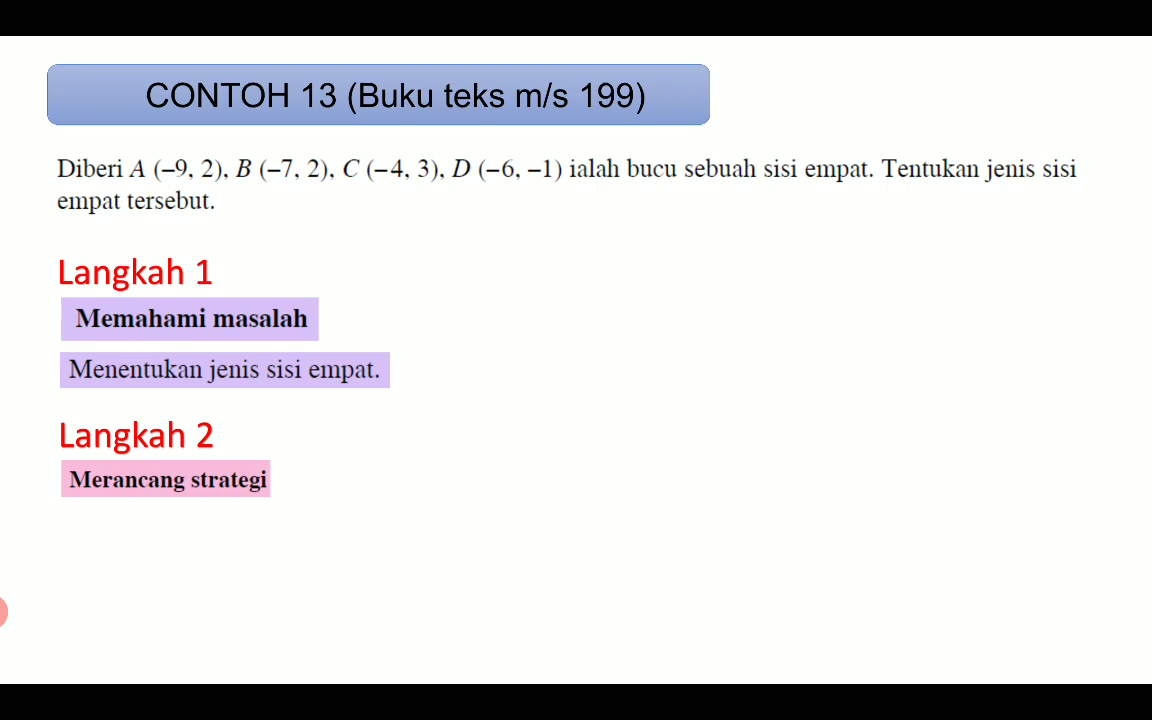 CONTOH 13 (Buku teks m/s 199)
Diberi A (–9, 2), B (–7, 2), C (–4, 3), D (–6, –1) ialah bucu sebuah sisi empat. Tentukan jenis sisi
empat tersebut.
Langkah 1
Memahami masalah
Menentukan jenis sisi empat.
Langkah 2
Merancang strategi